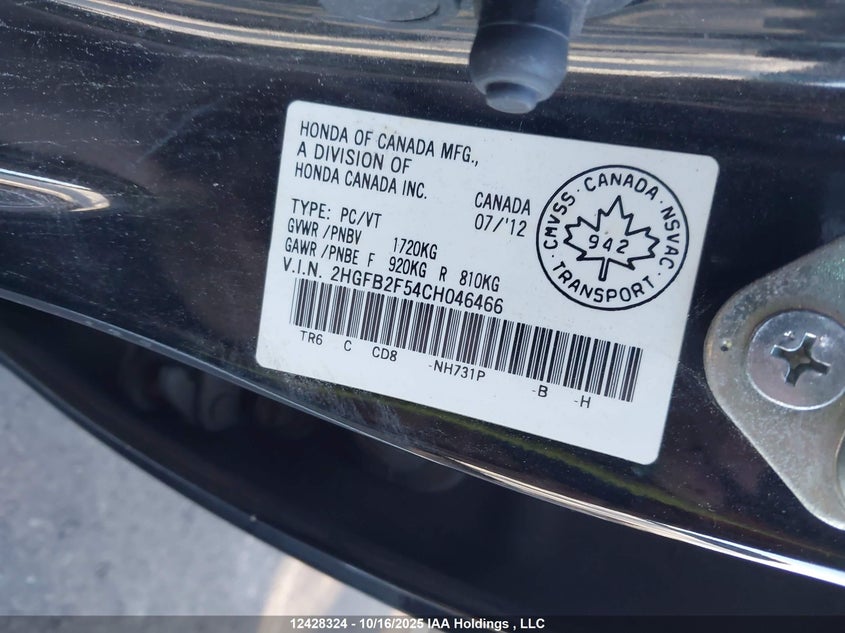 HONDA OF CANADA MFG.,
A DIVISION OF
HONDA CANADA INC.
CANADA
07/'12
TYPE: PC/VT
GVWR /PNBV 1720KG
GAWR /PNBE F 920KG R 810KG
V.I.N. 2HGFB2F54CH046466
TR6 C CD8 -NH731P -B -H
CMVSS · CANADA · NSVAC
942
· TRANSPORT ·
12428324 - 10/16/2025 IAA Holdings , LLC